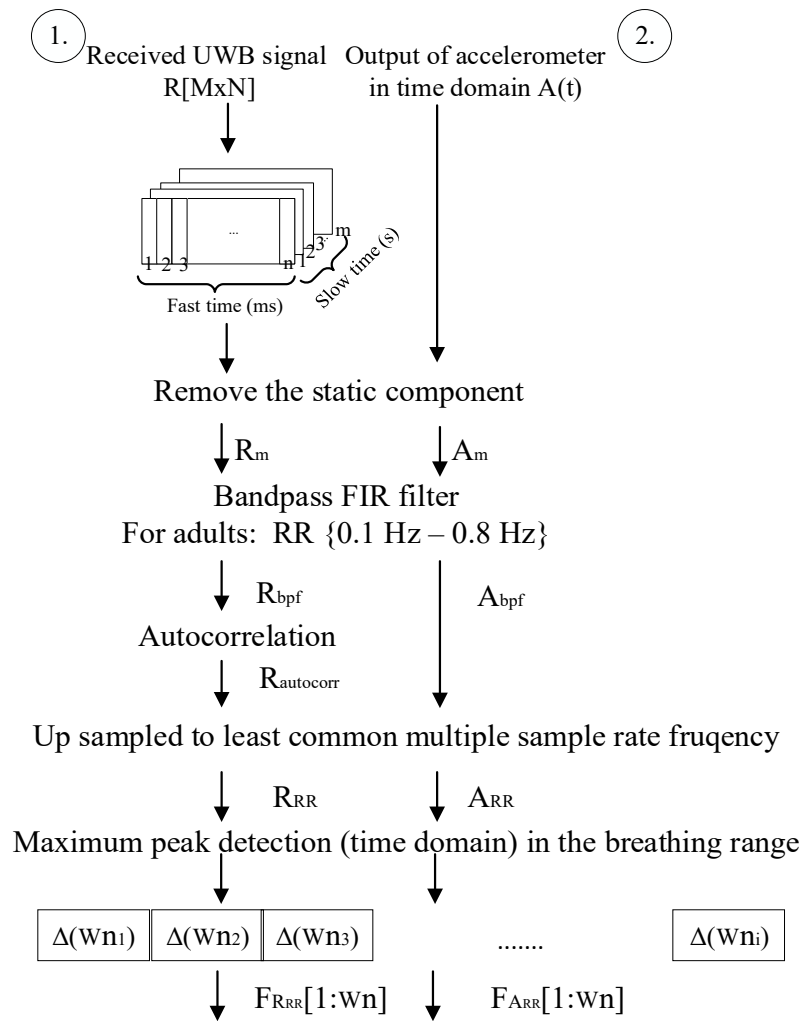 1.
Received UWB signal
R[MxN]
Output of accelerometer
in time domain A(t)
2.
1 2 3 ... n
1 2 3.. m
Fast time (ms)
Slow time (s)
Remove the static component
Rm
Am
Bandpass FIR filter
For adults: RR {0.1 Hz – 0.8 Hz}
Rbpf
Abpf
Autocorrelation
Rautocorr
Up sampled to least common multiple sample rate fruqency
RRR
ARR
Maximum peak detection (time domain) in the breathing range
Δ(Wn1) Δ(Wn2) Δ(Wn3) ....... Δ(Wni)
FRRR[1:Wn]
FARR[1:Wn]